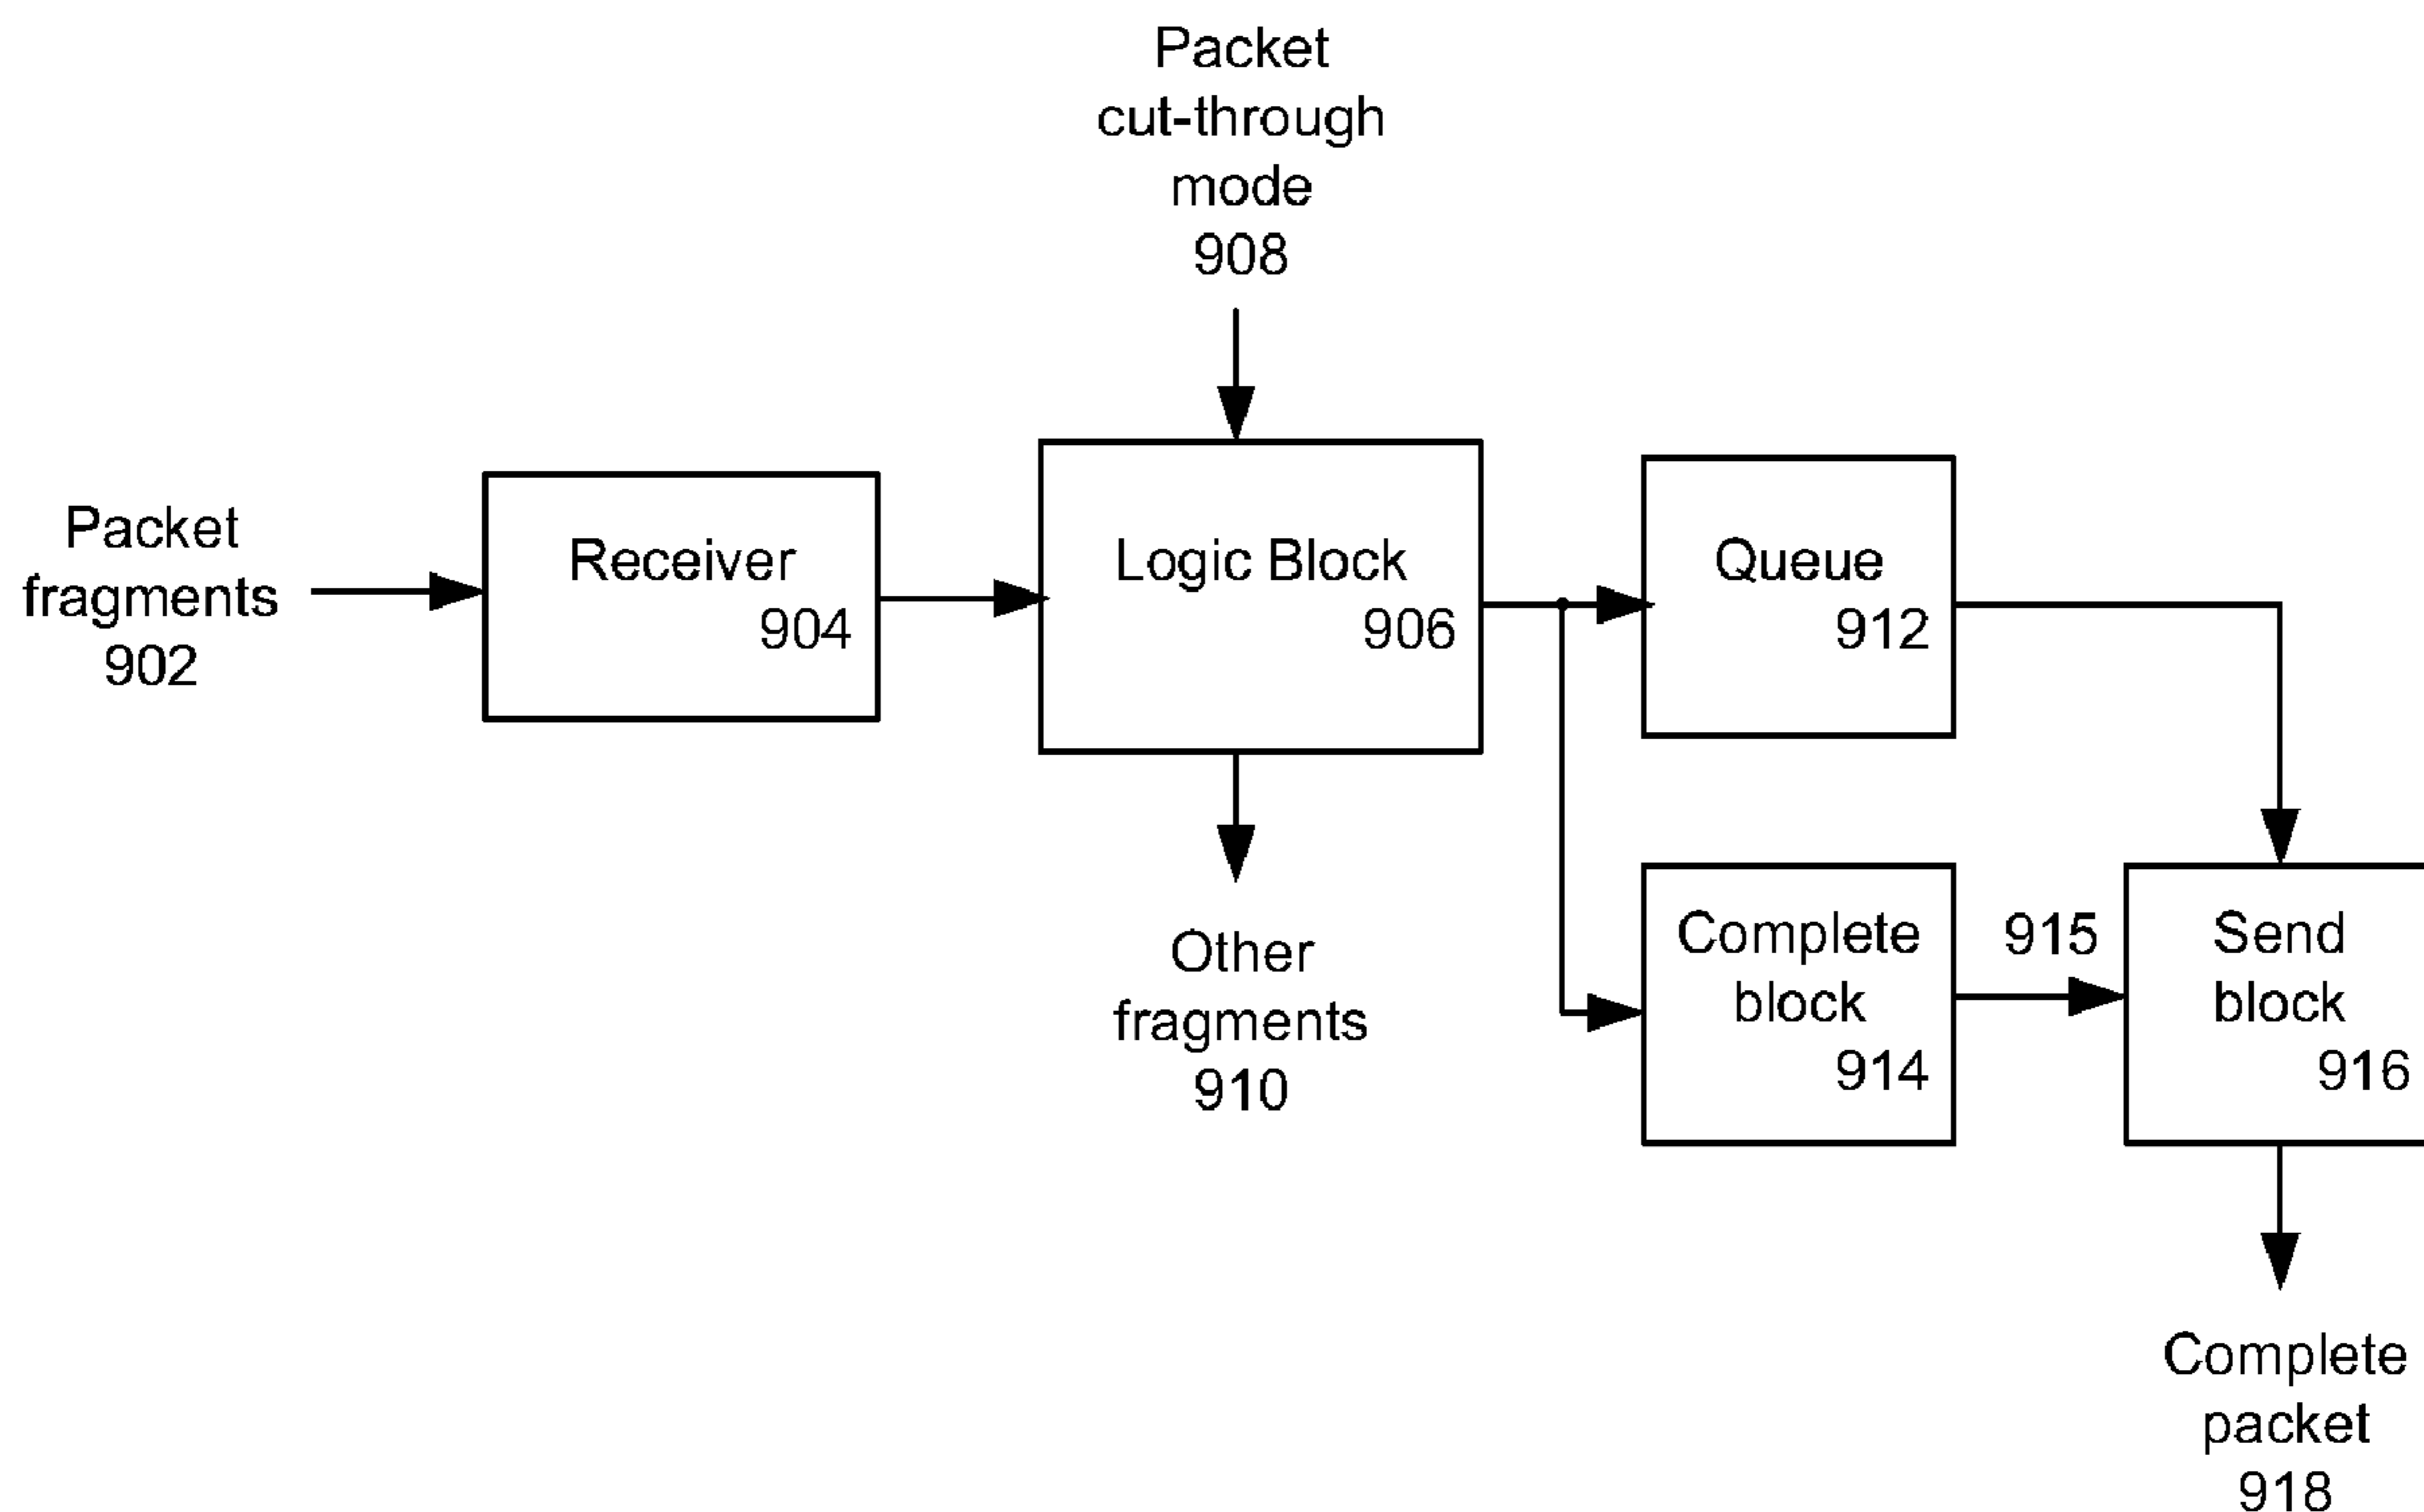 Packet
cut-through
mode
908
Packet
fragments
902
Receiver
904
Logic Block
906
Queue
912
Other
fragments
910
Complete
block
914
915
Send
block
916
Complete
packet
918